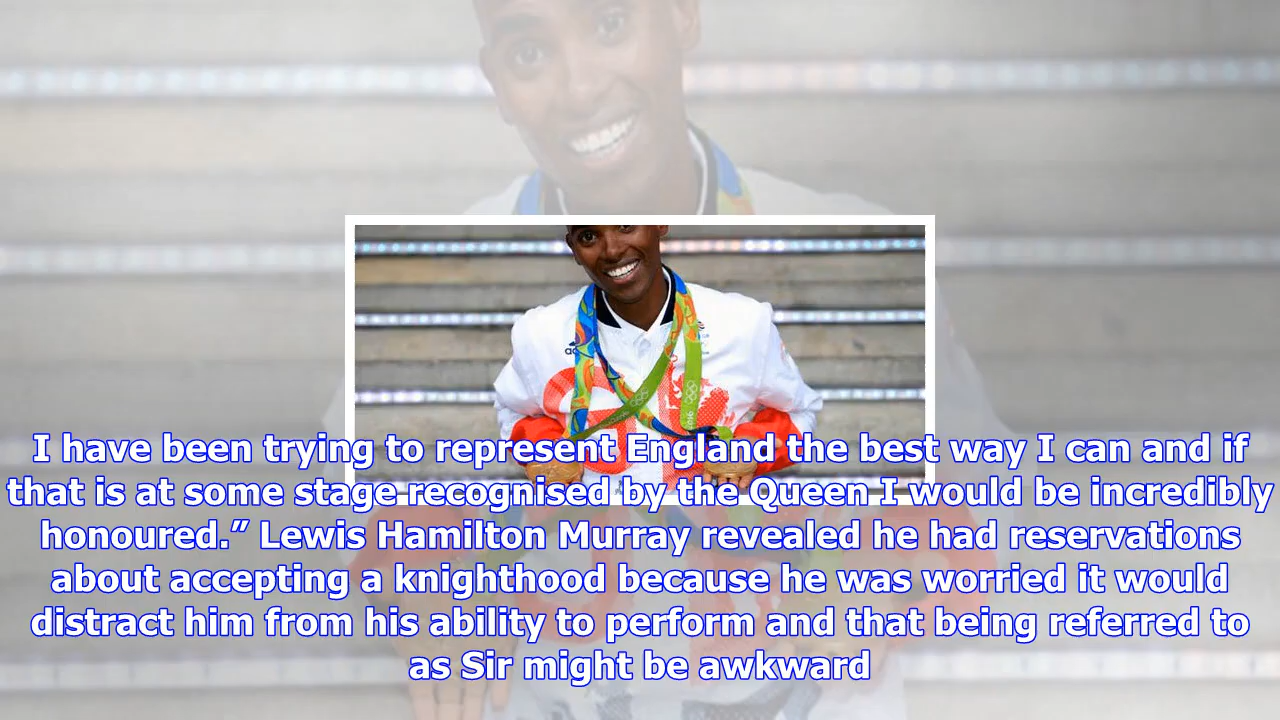 I have been trying to represent England the best way I can and if
that is at some stage recognised by the Queen I would be incredibly
honoured.” Lewis Hamilton Murray revealed he had reservations
about accepting a knighthood because he was worried it would
distract him from his ability to perform and that being referred to
as Sir might be awkward